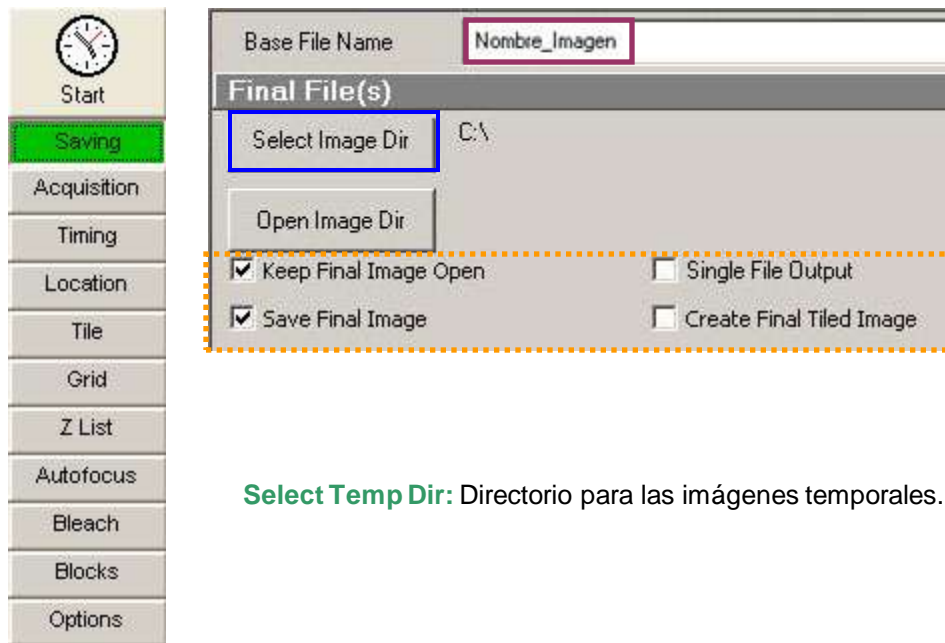 Start
Saving
Acquisition
Timing
Location
Tile
Grid
Z List
Autofocus
Bleach
Blocks
Options
Base File Name Nombre_Imagen
Final File(s)
Select Image Dir C:\
Open Image Dir
Keep Final Image Open Single File Output
Save Final Image Create Final Tiled Image
Select Temp Dir: Directorio para las imágenes temporales.